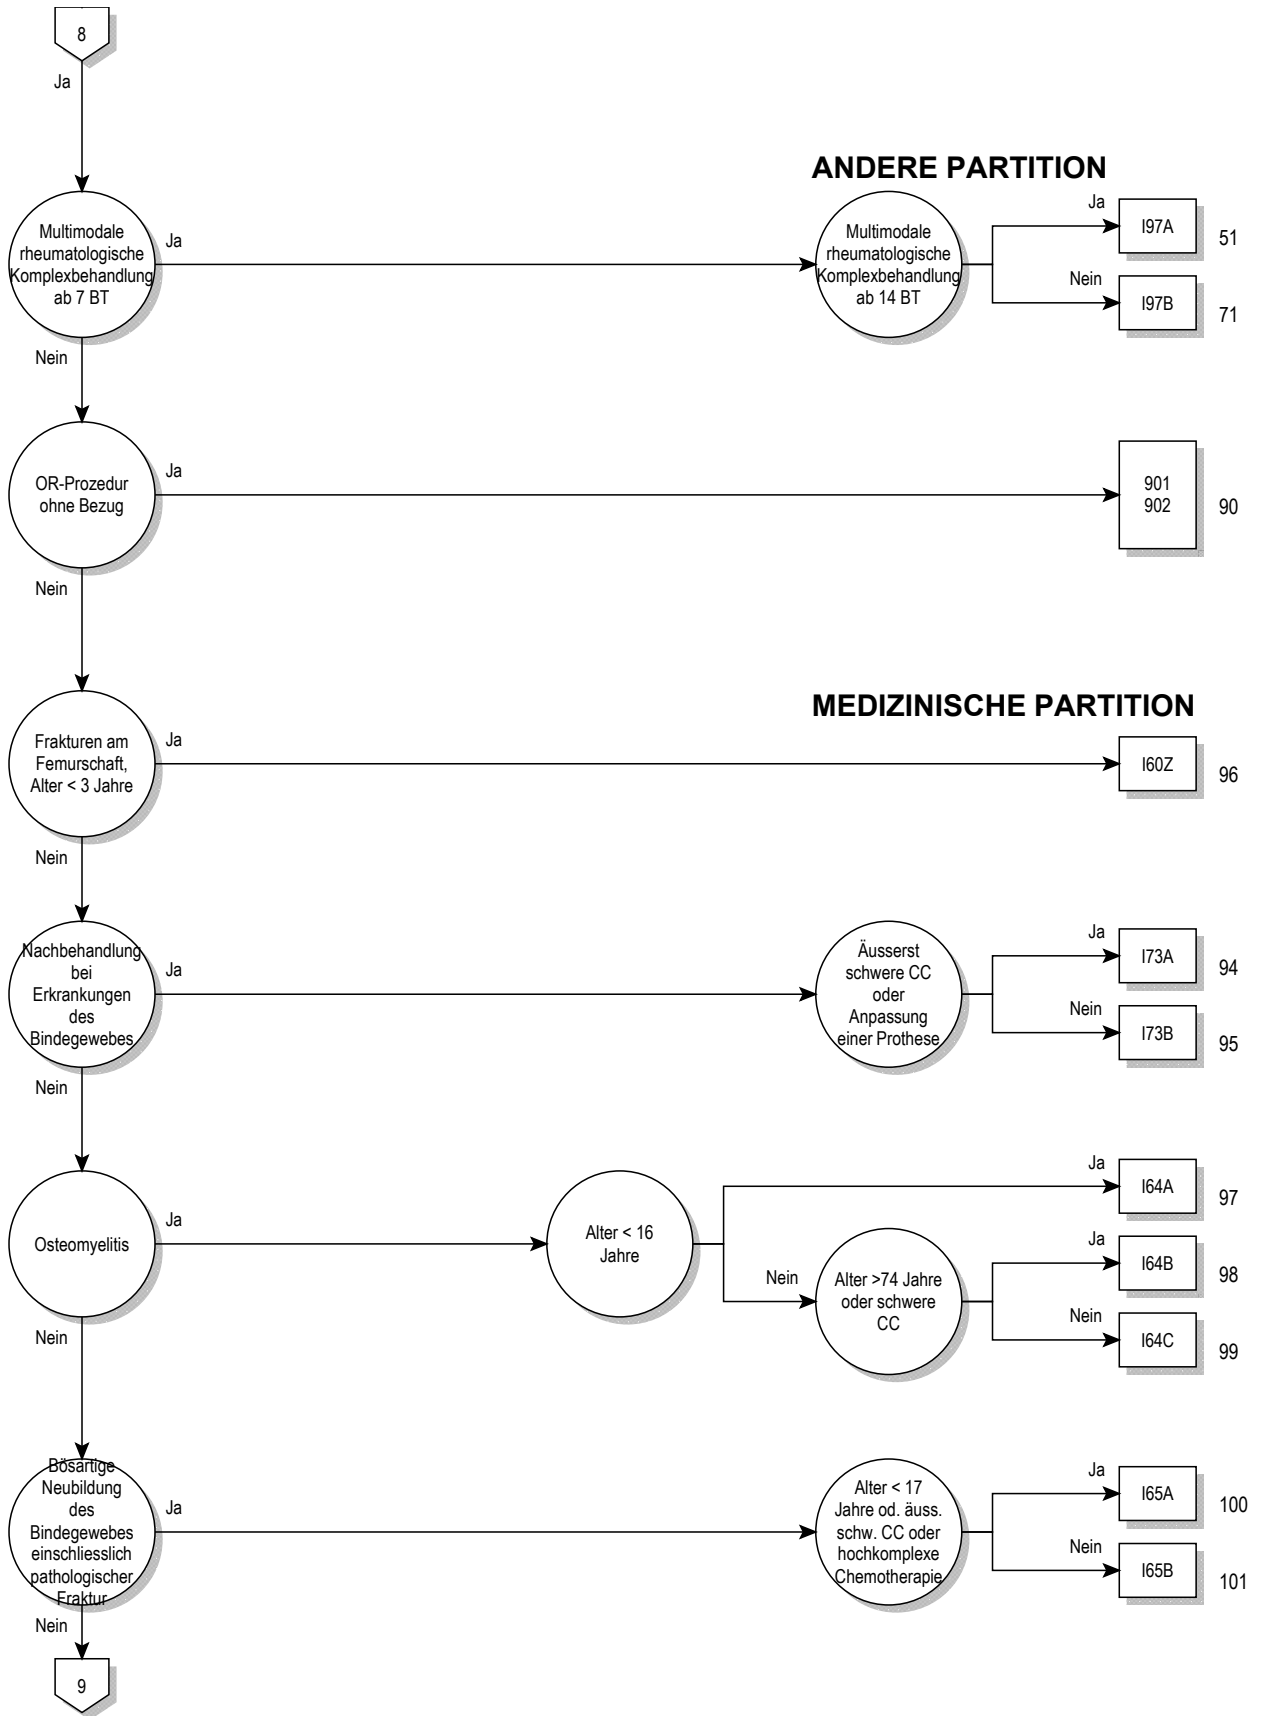 8
Ja
ANDERE PARTITION
Multimodale
rheumatologische
Komplexbehandlung
ab 7 BT
Ja
Multimodale
rheumatologische
Komplexbehandlung
ab 14 BT
Ja
I97A
51
Nein
I97B
71
Nein
OR-Prozedur
ohne Bezug
Ja
901
902
90
Nein
MEDIZINISCHE PARTITION
Frakturen am
Femurschaft,
Alter < 3 Jahre
Ja
I60Z
96
Nein
Nachbehandlung
bei
Erkrankungen
des
Bindegewebes
Ja
Äusserst
schwere CC
oder
Anpassung
einer Prothese
Ja
I73A
94
Nein
I73B
95
Nein
Osteomyelitis
Ja
Alter < 16
Jahre
Ja
I64A
97
Nein
Alter >74 Jahre
oder schwere
CC
Ja
I64B
98
Nein
I64C
99
Nein
Bösartige
Neubildung
des
Bindegewebes
einschliesslich
pathologischer
Fraktur
Ja
Alter < 17
Jahre od. äuss.
schw. CC oder
hochkomplexe
Chemotherapie
Ja
I65A
100
Nein
I65B
101
Nein
9